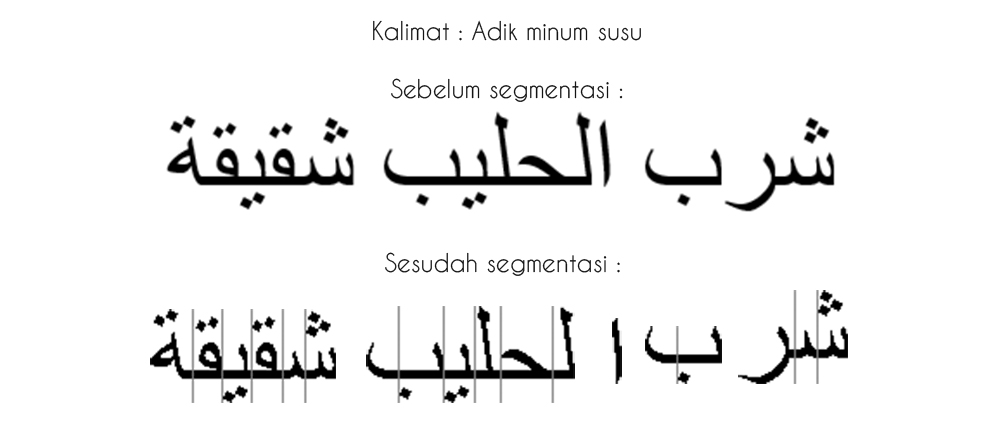 Kalimat : Adik minum susu
Sebelum segmentasi :
شرب الحليب شقيقة
Sesudah segmentasi :
شرب ا لحليب شقيقة